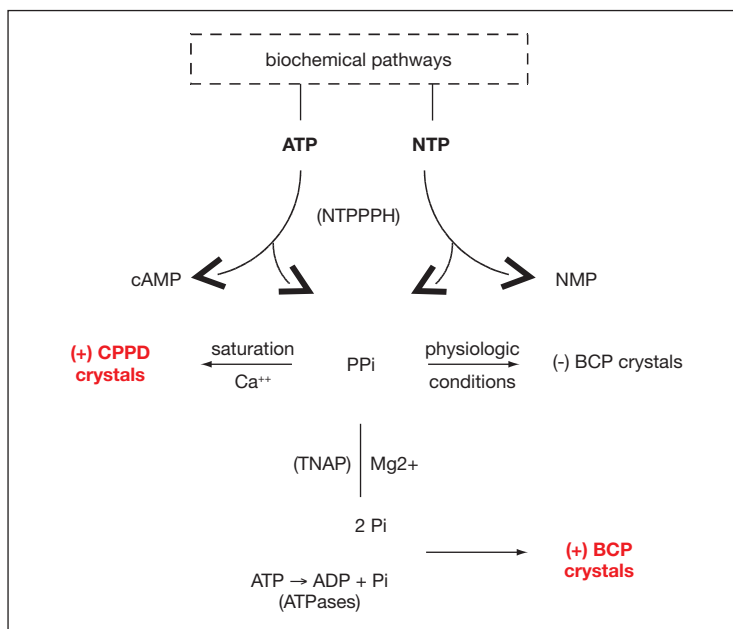 biochemical pathways
ATP
NTP
(NTPPPH)
cAMP
NMP
(+) CPPD
crystals
saturation
Ca++
PPi
physiologic
conditions
(-) BCP crystals
(TNAP)
Mg2+
2 Pi
(+) BCP
crystals
ATP → ADP + Pi
(ATPases)